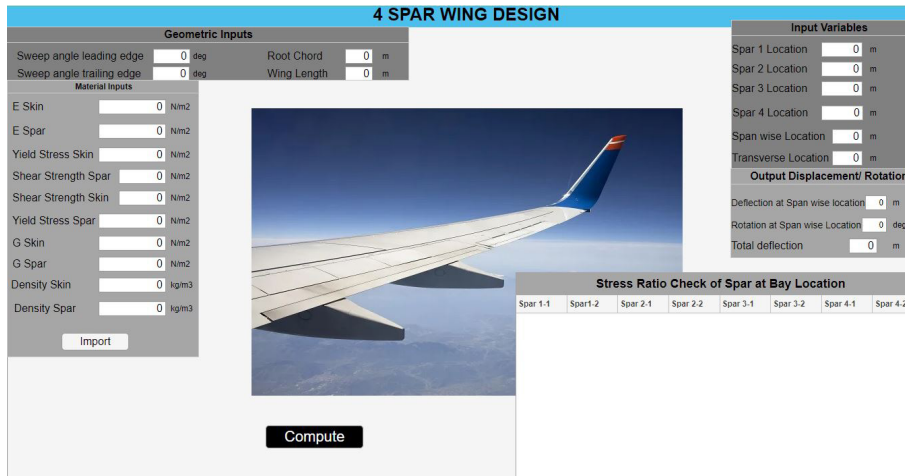 4 SPAR WING DESIGN
Geometric Inputs
Sweep angle leading edge 0 deg Root Chord 0 m
Sweep angle trailing edge 0 deg Wing Length 0 m
Material Inputs
E Skin 0 N/m2
E Spar 0 N/m2
Yield Stress Skin 0 N/m2
Shear Strength Spar 0 N/m2
Shear Strength Skin 0 N/m2
Yield Stress Spar 0 N/m2
G Skin 0 N/m2
G Spar 0 N/m2
Density Skin 0 kg/m3
Density Spar 0 kg/m3
Import
Compute
Input Variables
Spar 1 Location 0 m
Spar 2 Location 0 m
Spar 3 Location 0 m
Spar 4 Location 0 m
Span wise Location 0 m
Transverse Location 0 m
Output Displacement/ Rotation
Deflection at Span wise location 0 m
Rotation at Span wise Location 0 deg
Total deflection 0 m
Stress Ratio Check of Spar at Bay Location
Spar 1-1 Spar1-2 Spar 2-1 Spar 2-2 Spar 3-1 Spar 3-2 Spar 4-1 Spar 4-2